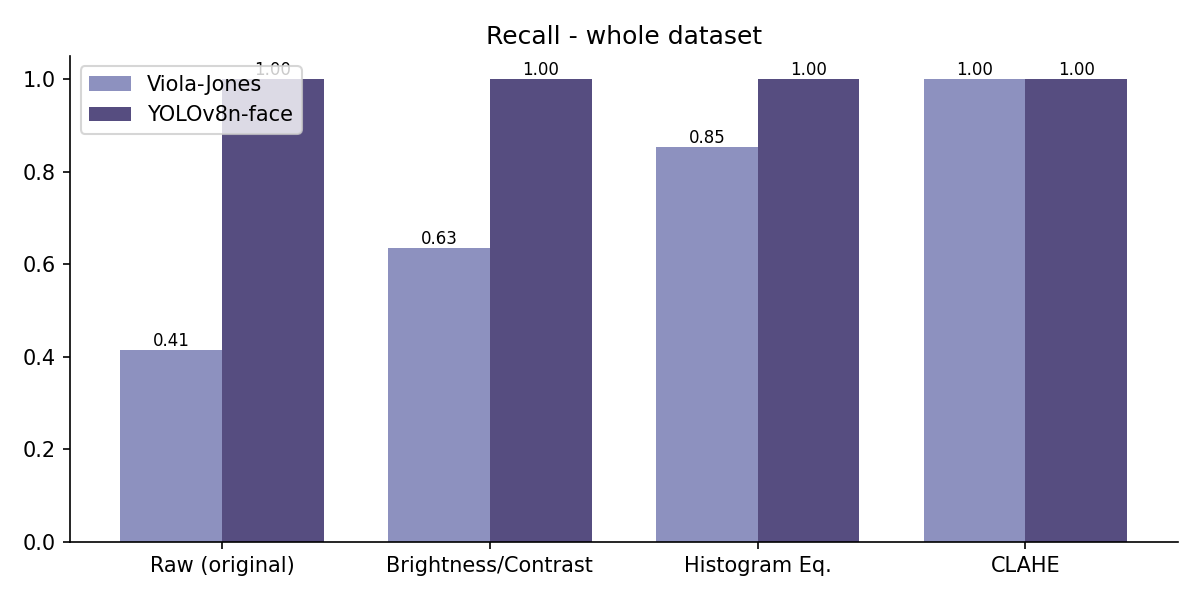 Recall - whole dataset
Viola-Jones
YOLOv8n-face
1.0
0.8
0.6
0.4
0.2
0.0
0.41
1.00
0.63
1.00
0.85
1.00
1.00
1.00
Raw (original)
Brightness/Contrast
Histogram Eq.
CLAHE